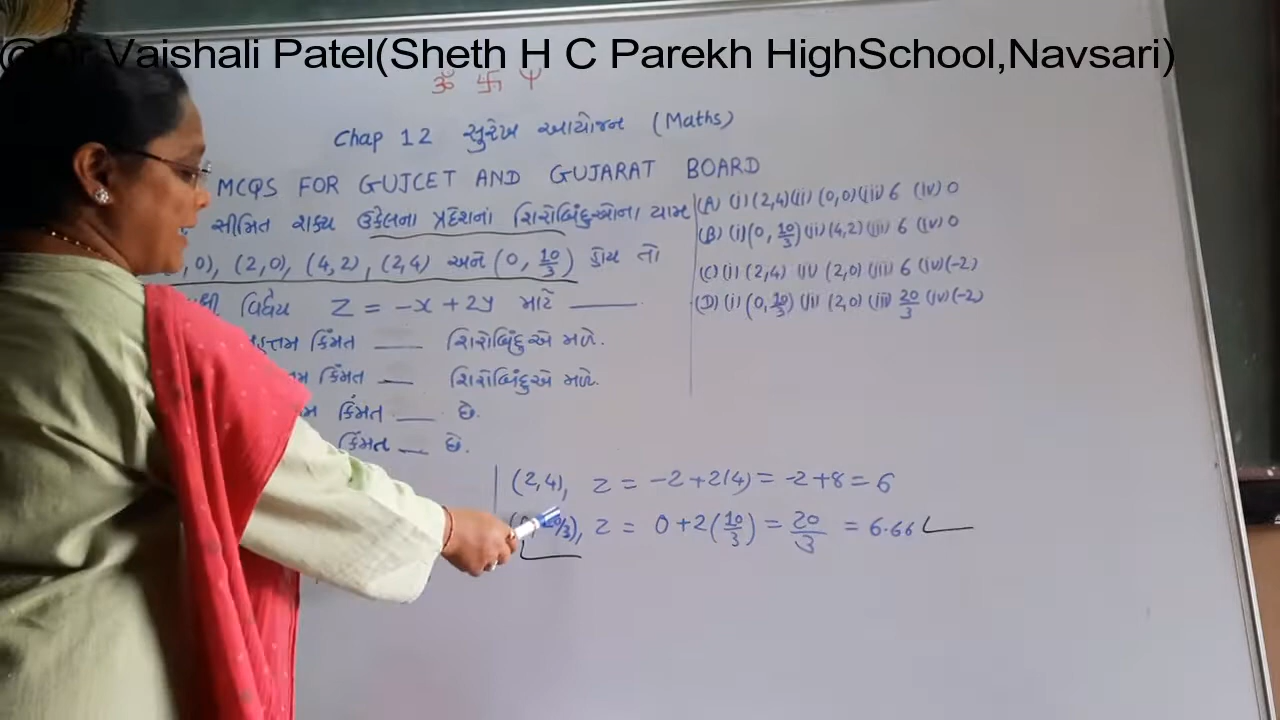 Vaishali Patel(Sheth H C Parekh HighSchool,Navsari)
ॐ 卐 Ψ
Chap 12 સુરેખ આયોજન (Maths)
MCQS FOR GUJCET AND GUJARAT BOARD
સીમિત શક્ય ઉકેલના પ્રદેશનાં શિરોબિંદુઓના યામ
, 0), (2,0), (4,2), (2,4) અને (0, 10/3) હોય તો
વિધેય Z = -x + 2y માટે ______
કિંમત ___ શિરોબિંદુએ મળે.
કિંમત ___ શિરોબિંદુએ મળે.
કિંમત ___ છે.
કિંમત ___ છે.
(A) (i) (2,4) (ii) (0,0) (iii) 6 (iv) 0
(B) (i) (0, 10/3) (ii) (4,2) (iii) 6 (iv) 0
(C) (i) (2,4) (ii) (2,0) (iii) 6 (iv) (-2)
(D) (i) (0, 10/3) (ii) (2,0) (iii) 20/3 (iv) (-2)
(2,4), Z = -2+2(4) = -2+8 = 6
10/3), Z = 0+2(10/3) = 20/3 = 6.66